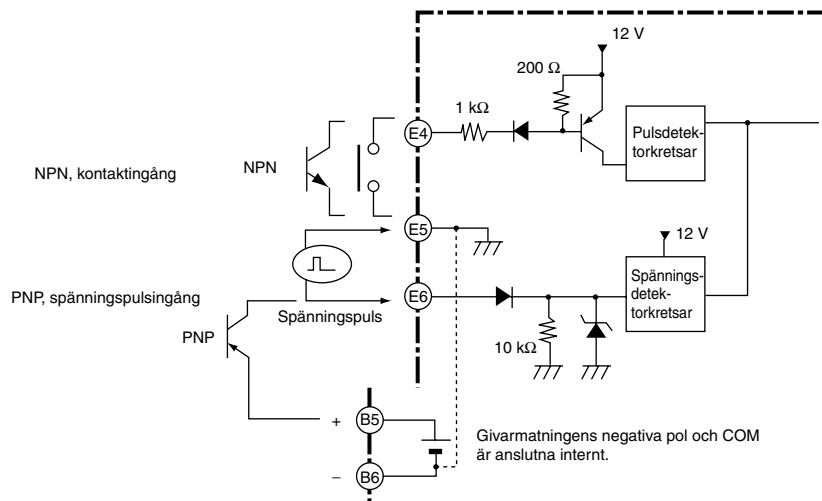 12 V
200 Ω
1 kΩ
E4
Pulsdetek-
torkretsar
NPN
NPN, kontaktingång
E5
12 V
Spännings-
detek-
torkretsar
PNP, spänningspulsingång
E6
Spänningspuls
PNP
10 kΩ
+
B5
Givarmatningens negativa pol och COM
är anslutna internt.
–
B6